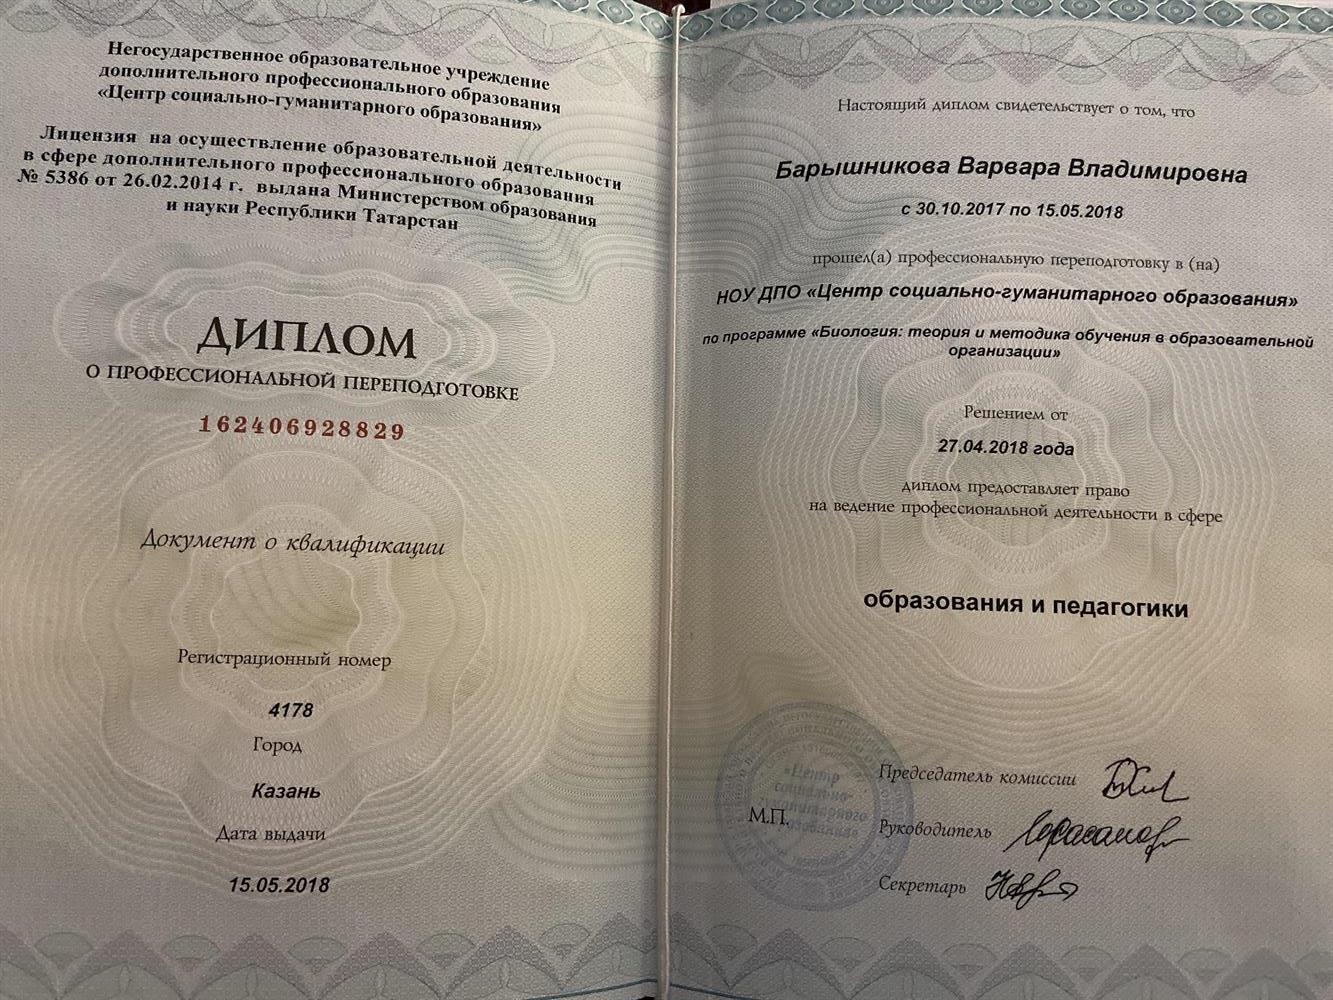 Негосударственное образовательное учреждение
дополнительного профессионального образования
«Центр социально-гуманитарного образования»
Лицензия на осуществление образовательной деятельности
в сфере дополнительного профессионального образования
№ 5386 от 26.02.2014 г. выдана Министерством образования
и науки Республики Татарстан
ДИПЛОМ
О ПРОФЕССИОНАЛЬНОЙ ПЕРЕПОДГОТОВКЕ
162406928829
Документ о квалификации
Регистрационный номер
4178
Город
Казань
Дата выдачи
15.05.2018
Настоящий диплом свидетельствует о том, что
Барышникова Варвара Владимировна
с 30.10.2017 по 15.05.2018
прошел(а) профессиональную переподготовку в (на)
НОУ ДПО «Центр социально-гуманитарного образования»
по программе «Биология: теория и методика обучения в образовательной
организации»
Решением от
27.04.2018 года
диплом предоставляет право
на ведение профессиональной деятельности в сфере
образования и педагогики
Председатель комиссии
М.П.
Руководитель
Секретарь
«Центр
социально-
гуманитарного
образования»